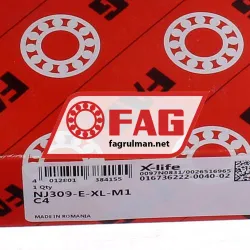 FAG
fagrulman.net
4 012801 384155
1 Qty
NJ309-E-XL-M1
C4
MADE IN ROMANIA
X-life
0097N0831/0026516965
016736222-0040-02